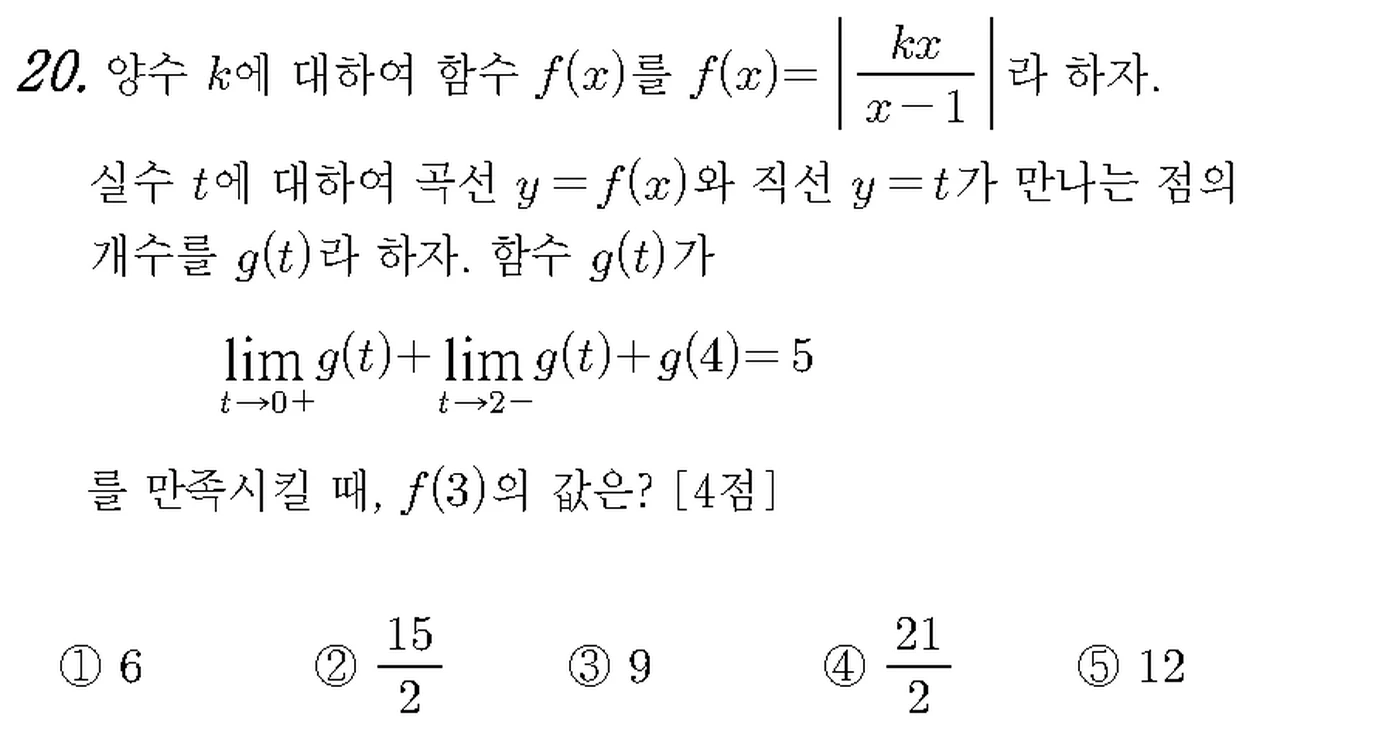 20. 양수 k에 대하여 함수 f(x)를 f(x)=|kx/(x-1)|라 하자.
실수 t에 대하여 곡선 y=f(x)와 직선 y=t가 만나는 점의
개수를 g(t)라 하자. 함수 g(t)가
lim_{t→0+} g(t)+lim_{t→2-} g(t)+g(4)=5
를 만족시킬 때, f(3)의 값은? [4점]
① 6 ② 15/2 ③ 9 ④ 21/2 ⑤ 12